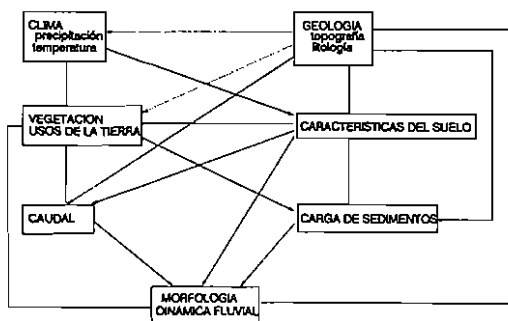 CLIMA
precipitación
temperatura
GEOLOGIA
topografía
litología
VEGETACION
USOS DE LA TIERRA
CARACTERISTICAS DEL SUELO
CAUDAL
CARGA DE SEDIMENTOS
MORFOLOGIA
DINAMICA FLUVIAL